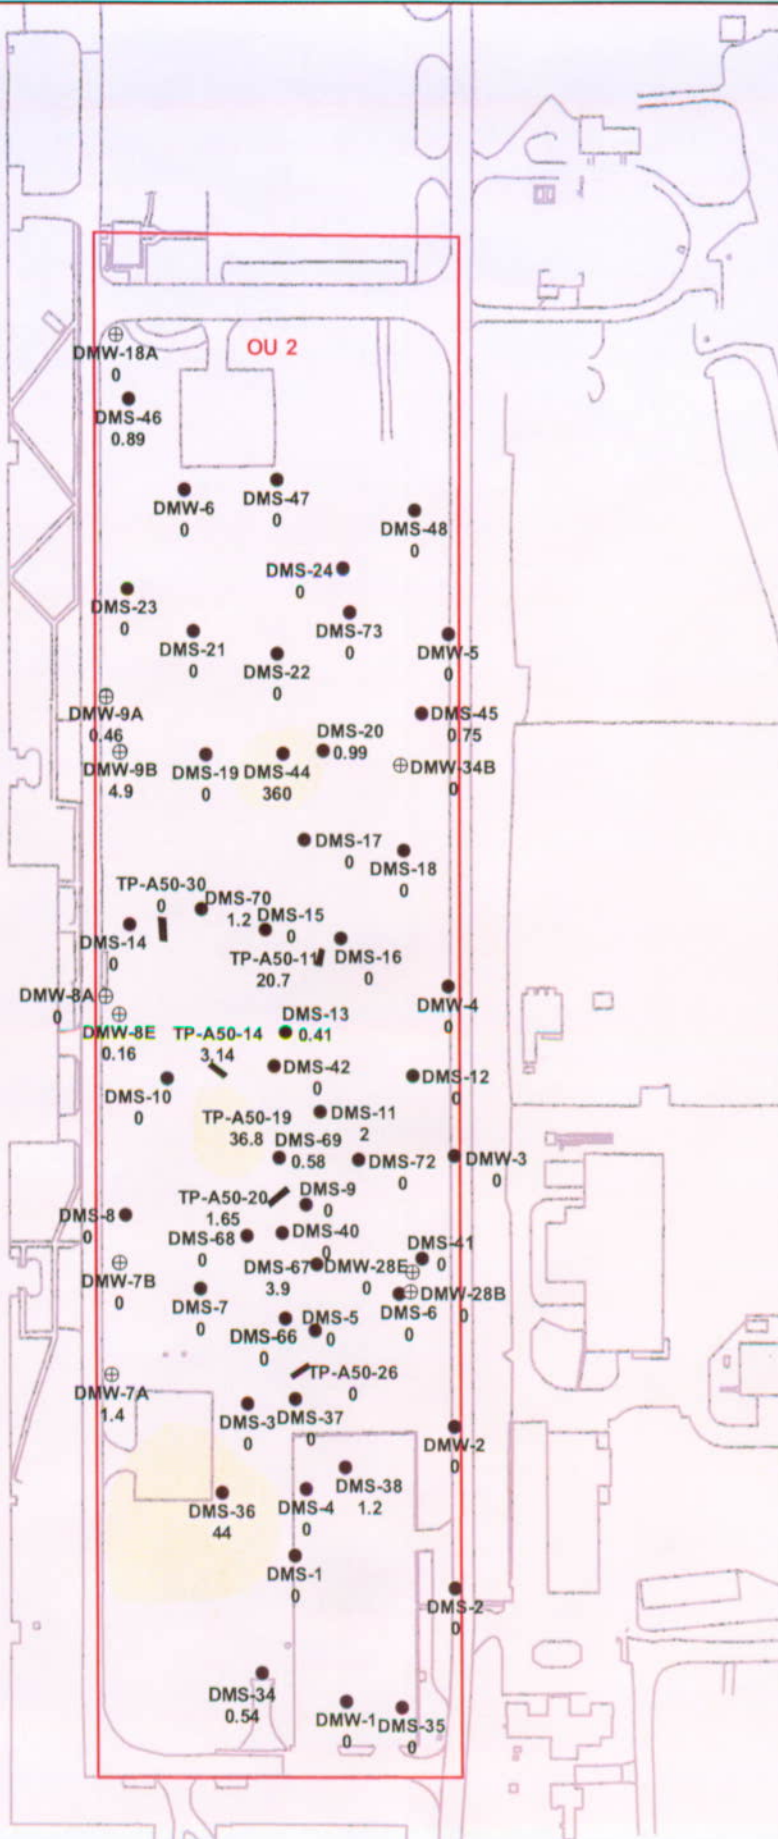 OU 2
DMW-18A
0
DMS-46
0.89
DMW-6
0
DMS-47
0
DMS-48
0
DMS-24
0
DMS-23
0
DMS-73
0
DMS-21
0
DMS-22
0
DMW-5
0
DMW-9A
0.46
DMS-45
0.75
DMS-20
0.99
DMW-9B
4.9
DMS-19
0
DMS-44
360
DMW-34B
0
DMS-17
0
DMS-18
0
TP-A50-30
0
DMS-70
1.2
DMS-15
0
DMS-14
0
TP-A50-11
20.7
DMS-16
0
DMW-8A
0
DMW-4
0
DMS-13
0.41
DMW-8E
0.16
TP-A50-14
3.14
DMS-42
0
DMS-12
0
DMS-10
0
TP-A50-19
36.8
DMS-11
2
DMS-69
0.58
DMS-72
0
DMW-3
0
TP-A50-20
1.65
DMS-9
0
DMS-8
0
DMS-68
0
DMS-40
0
DMS-41
0
DMS-67
3.9
DMW-28E
0
DMW-7B
0
DMW-28B
0
DMS-7
0
DMS-6
0
DMS-5
0
DMS-66
0
TP-A50-26
0
DMW-7A
1.4
DMS-3
0
DMS-37
0
DMW-2
0
DMS-38
1.2
DMS-36
44
DMS-4
0
DMS-1
0
DMS-2
0
DMS-34
0.54
DMW-1
0
DMS-35
0